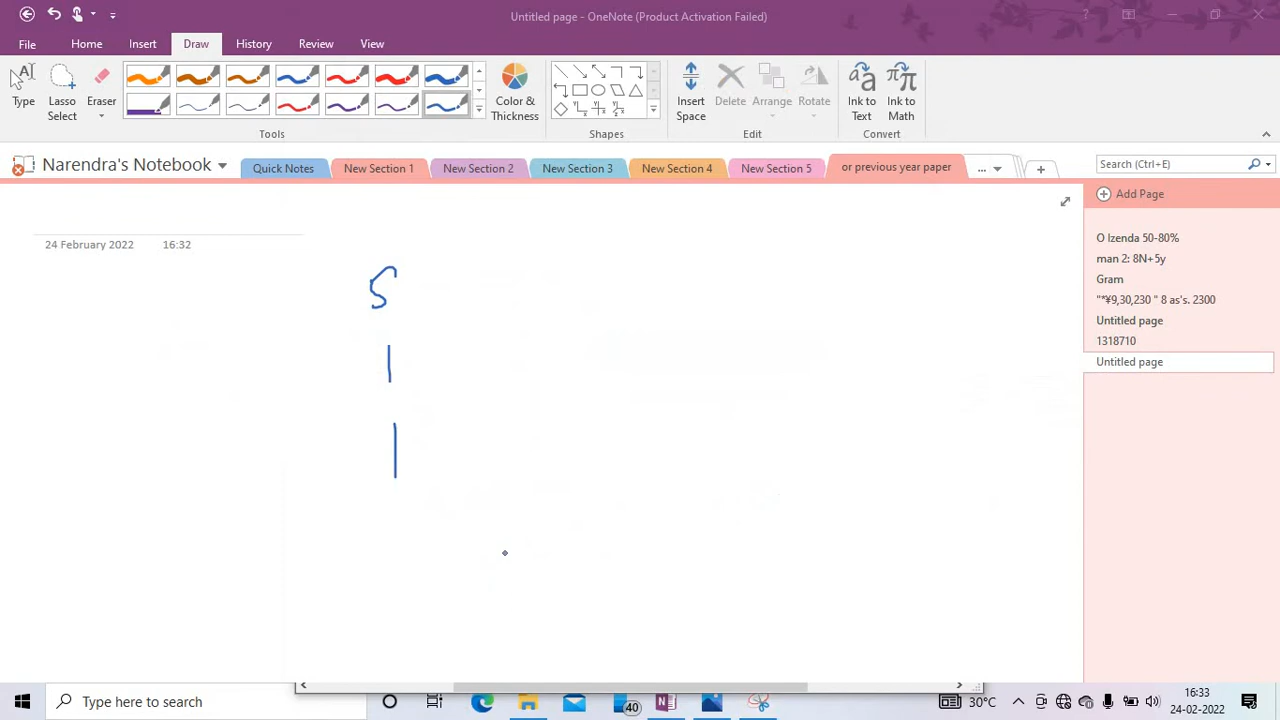 Untitled page - OneNote (Product Activation Failed)
File Home Insert Draw History Review View
Type Lasso Select Eraser Color & Thickness Insert Space Delete Arrange Rotate Ink to Text Ink to Math
Tools Shapes Edit Convert
Narendra's Notebook Quick Notes New Section 1 New Section 2 New Section 3 New Section 4 New Section 5 or previous year paper ... Search (Ctrl+E)
Add Page
24 February 2022 16:32
O Izenda 50-80%
man 2: 8N+5y
Gram
"*¥9,30,230 " 8 as's. 2300
Untitled page
1318710
Untitled page
S
1
1
Type here to search 40 30°C 16:33
24-02-2022